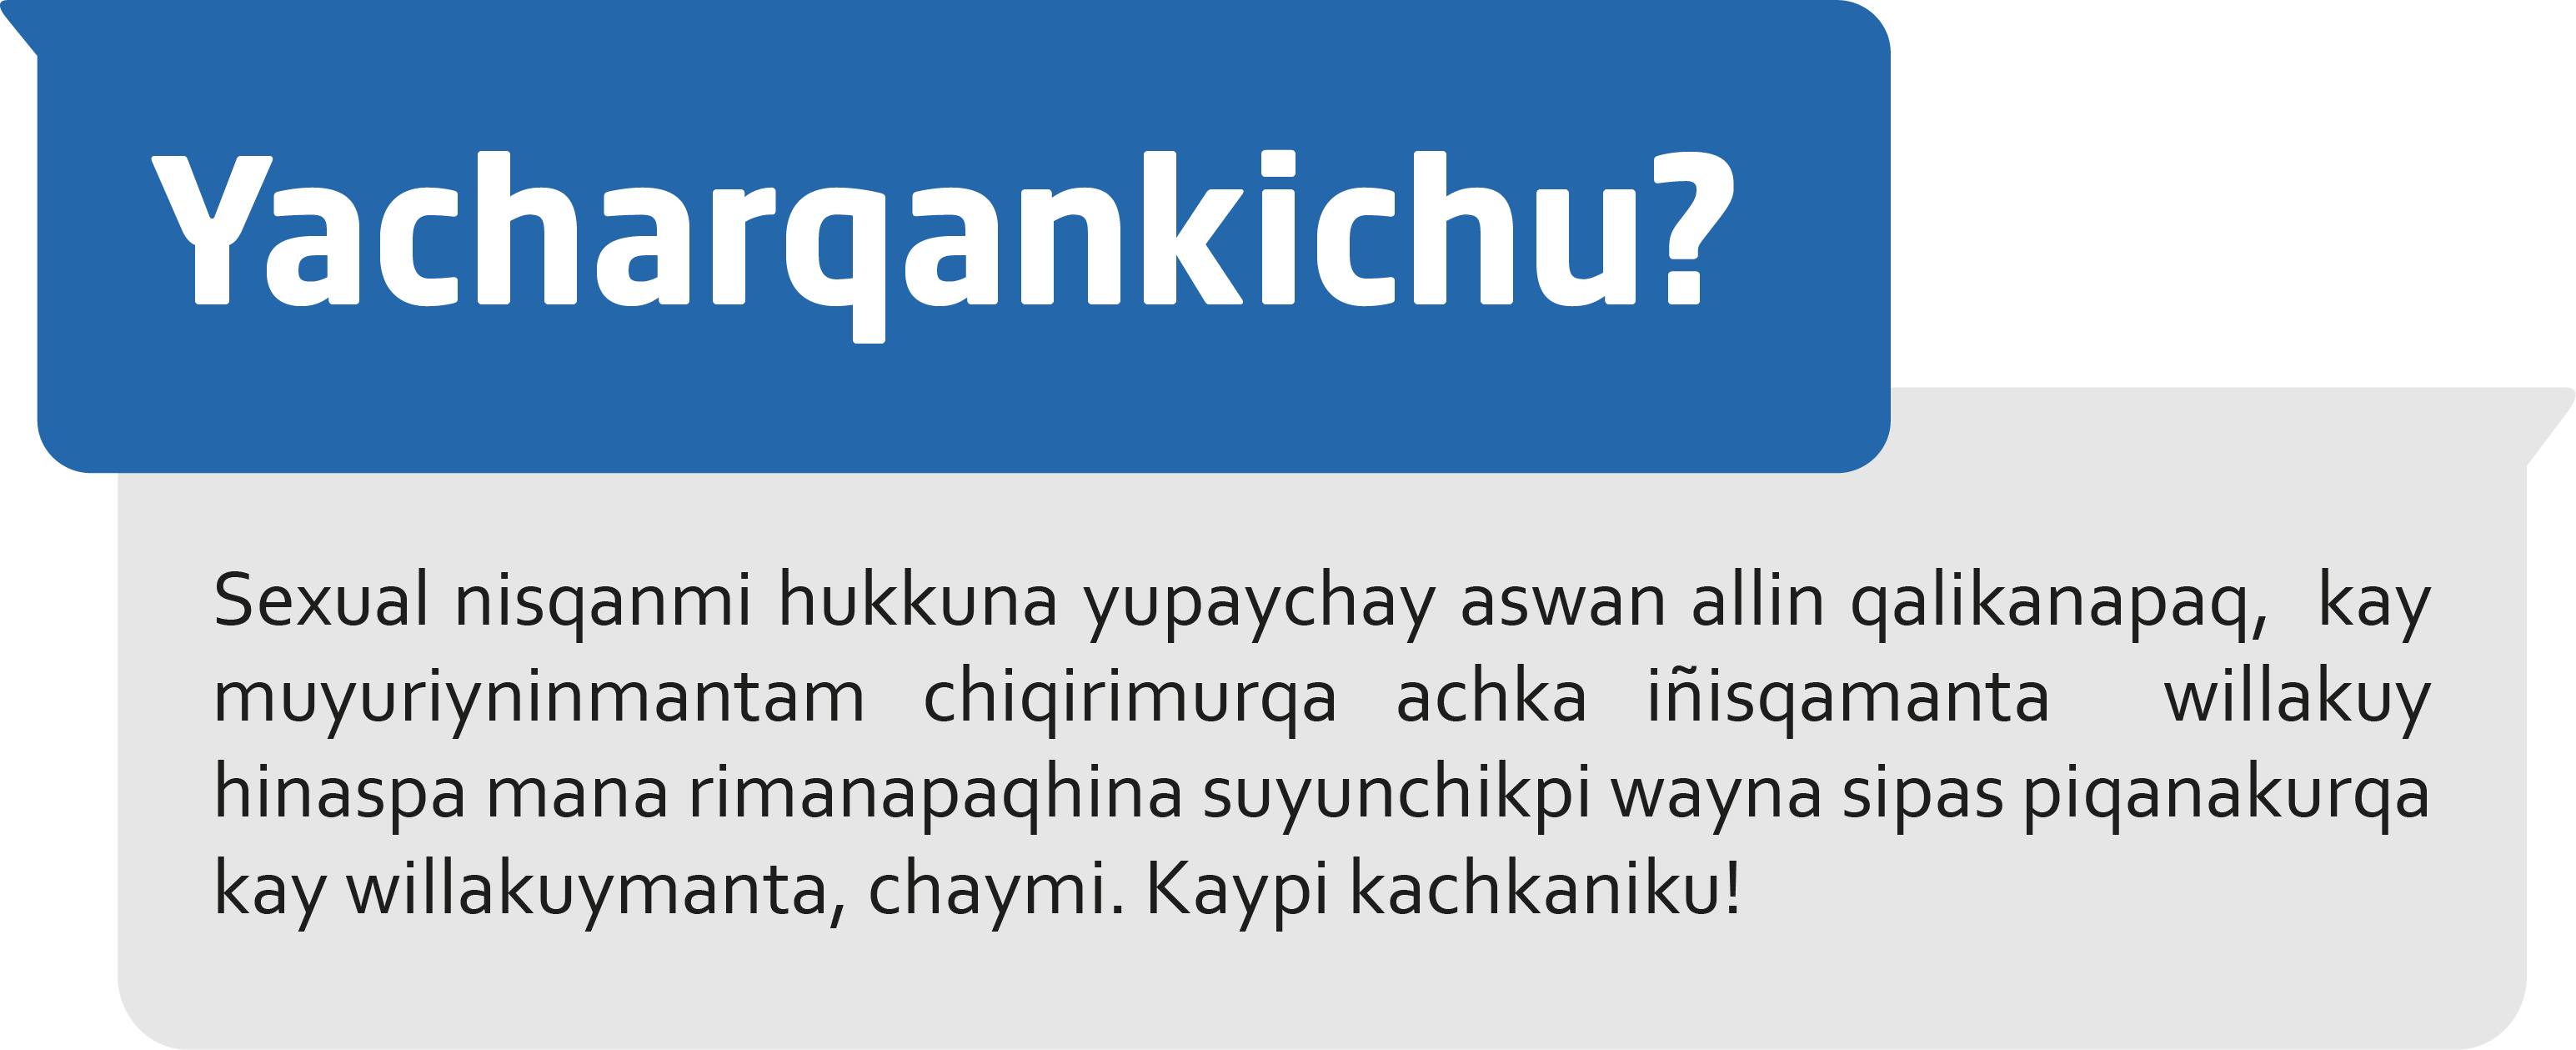 Yacharqankichu?
Sexual nisqanmi hukkuna yupaychay aswan allin qalikanapaq, kay
muyuriyninmantam chiqirimurqa achka iñisqamanta willakuy
hinaspa mana rimanapaqhina suyunchikpi wayna sipas piqanakurqa
kay willakuymanta, chaymi. Kaypi kachkaniku!